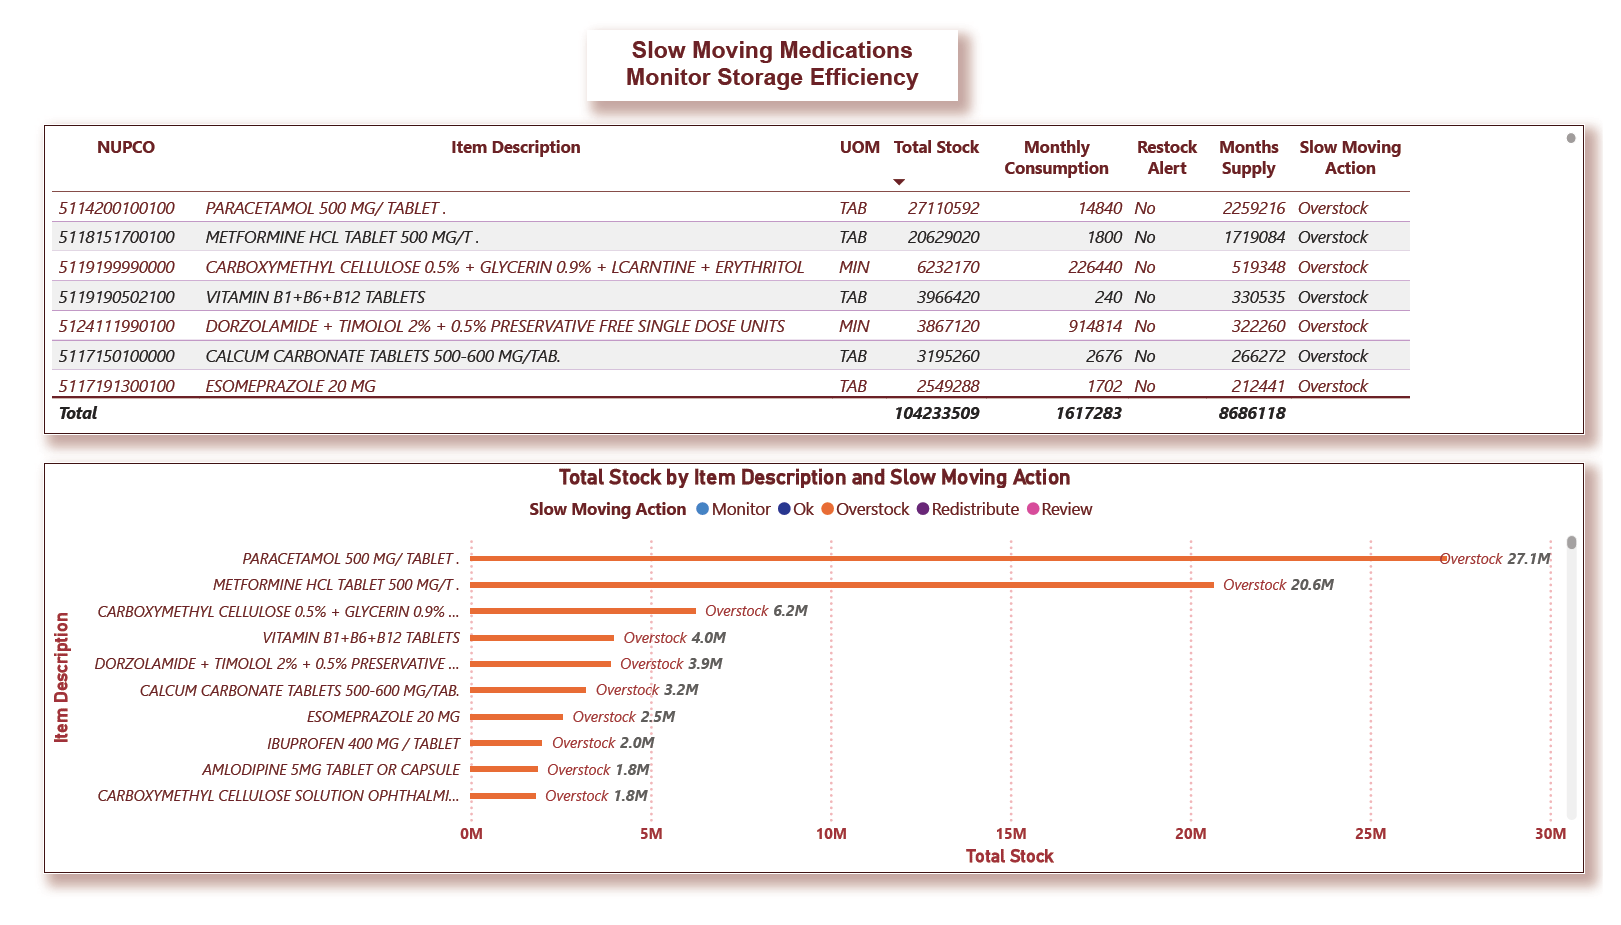 Slow Moving Medications
Monitor Storage Efficiency
NUPCO Item Description UOM Total Stock Monthly Consumption Restock Alert Months Supply Slow Moving Action
5114200100100 PARACETAMOL 500 MG/ TABLET . TAB 27110592 14840 No 2259216 Overstock
5118151700100 METFORMINE HCL TABLET 500 MG/T . TAB 20629020 1800 No 1719084 Overstock
5119199990000 CARBOXYMETHYL CELLULOSE 0.5% + GLYCERIN 0.9% + LCARNTINE + ERYTHRITOL MIN 6232170 226440 No 519348 Overstock
5119190502100 VITAMIN B1+B6+B12 TABLETS TAB 3966420 240 No 330535 Overstock
5124111990100 DORZOLAMIDE + TIMOLOL 2% + 0.5% PRESERVATIVE FREE SINGLE DOSE UNITS MIN 3867120 914814 No 322260 Overstock
5117150100000 CALCUM CARBONATE TABLETS 500-600 MG/TAB. TAB 3195260 2676 No 266272 Overstock
5117191300100 ESOMEPRAZOLE 20 MG TAB 2549288 1702 No 212441 Overstock
Total 104233509 1617283 8686118
Total Stock by Item Description and Slow Moving Action
Slow Moving Action Monitor Ok Overstock Redistribute Review
Item Description
PARACETAMOL 500 MG/ TABLET . Overstock 27.1M
METFORMINE HCL TABLET 500 MG/T . Overstock 20.6M
CARBOXYMETHYL CELLULOSE 0.5% + GLYCERIN 0.9% ... Overstock 6.2M
VITAMIN B1+B6+B12 TABLETS Overstock 4.0M
DORZOLAMIDE + TIMOLOL 2% + 0.5% PRESERVATIVE ... Overstock 3.9M
CALCUM CARBONATE TABLETS 500-600 MG/TAB. Overstock 3.2M
ESOMEPRAZOLE 20 MG Overstock 2.5M
IBUPROFEN 400 MG / TABLET Overstock 2.0M
AMLODIPINE 5MG TABLET OR CAPSULE Overstock 1.8M
CARBOXYMETHYL CELLULOSE SOLUTION OPHTHALMI... Overstock 1.8M
0M 5M 10M 15M 20M 25M 30M
Total Stock